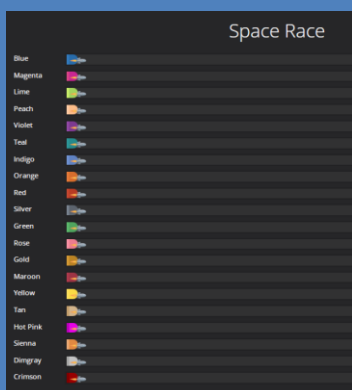 Space Race
Blue
Magenta
Lime
Peach
Violet
Teal
Indigo
Orange
Red
Silver
Green
Rose
Gold
Maroon
Yellow
Tan
Hot Pink
Sienna
Dimgray
Crimson